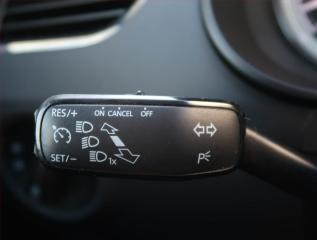 RES/+ ON CANCEL OFF
SET/- 1x
P